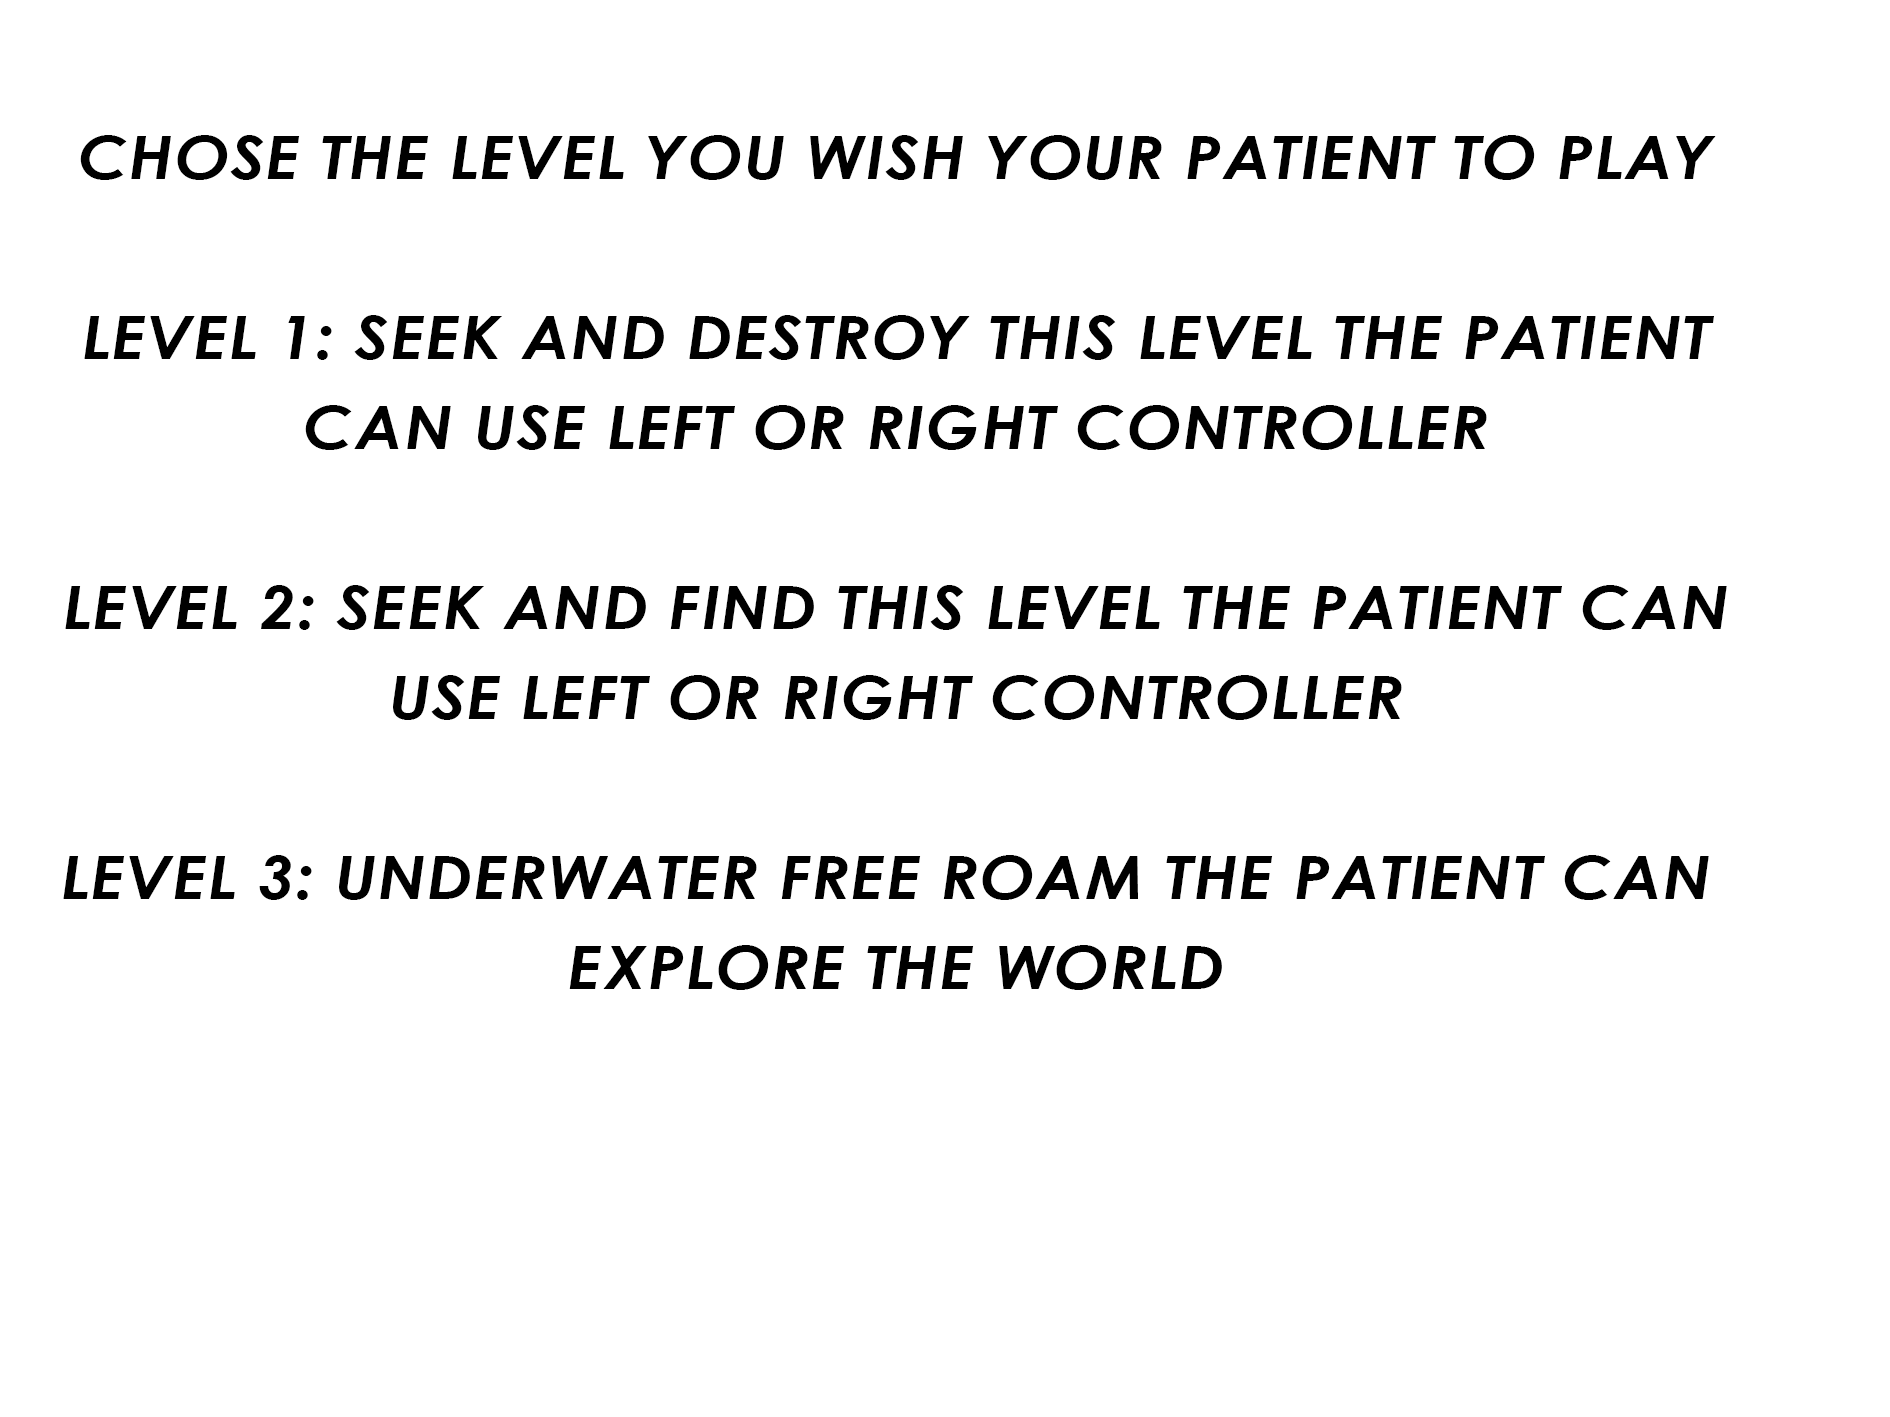 CHOSE THE LEVEL YOU WISH YOUR PATIENT TO PLAY
LEVEL 1: SEEK AND DESTROY THIS LEVEL THE PATIENT
CAN USE LEFT OR RIGHT CONTROLLER
LEVEL 2: SEEK AND FIND THIS LEVEL THE PATIENT CAN
USE LEFT OR RIGHT CONTROLLER
LEVEL 3: UNDERWATER FREE ROAM THE PATIENT CAN
EXPLORE THE WORLD